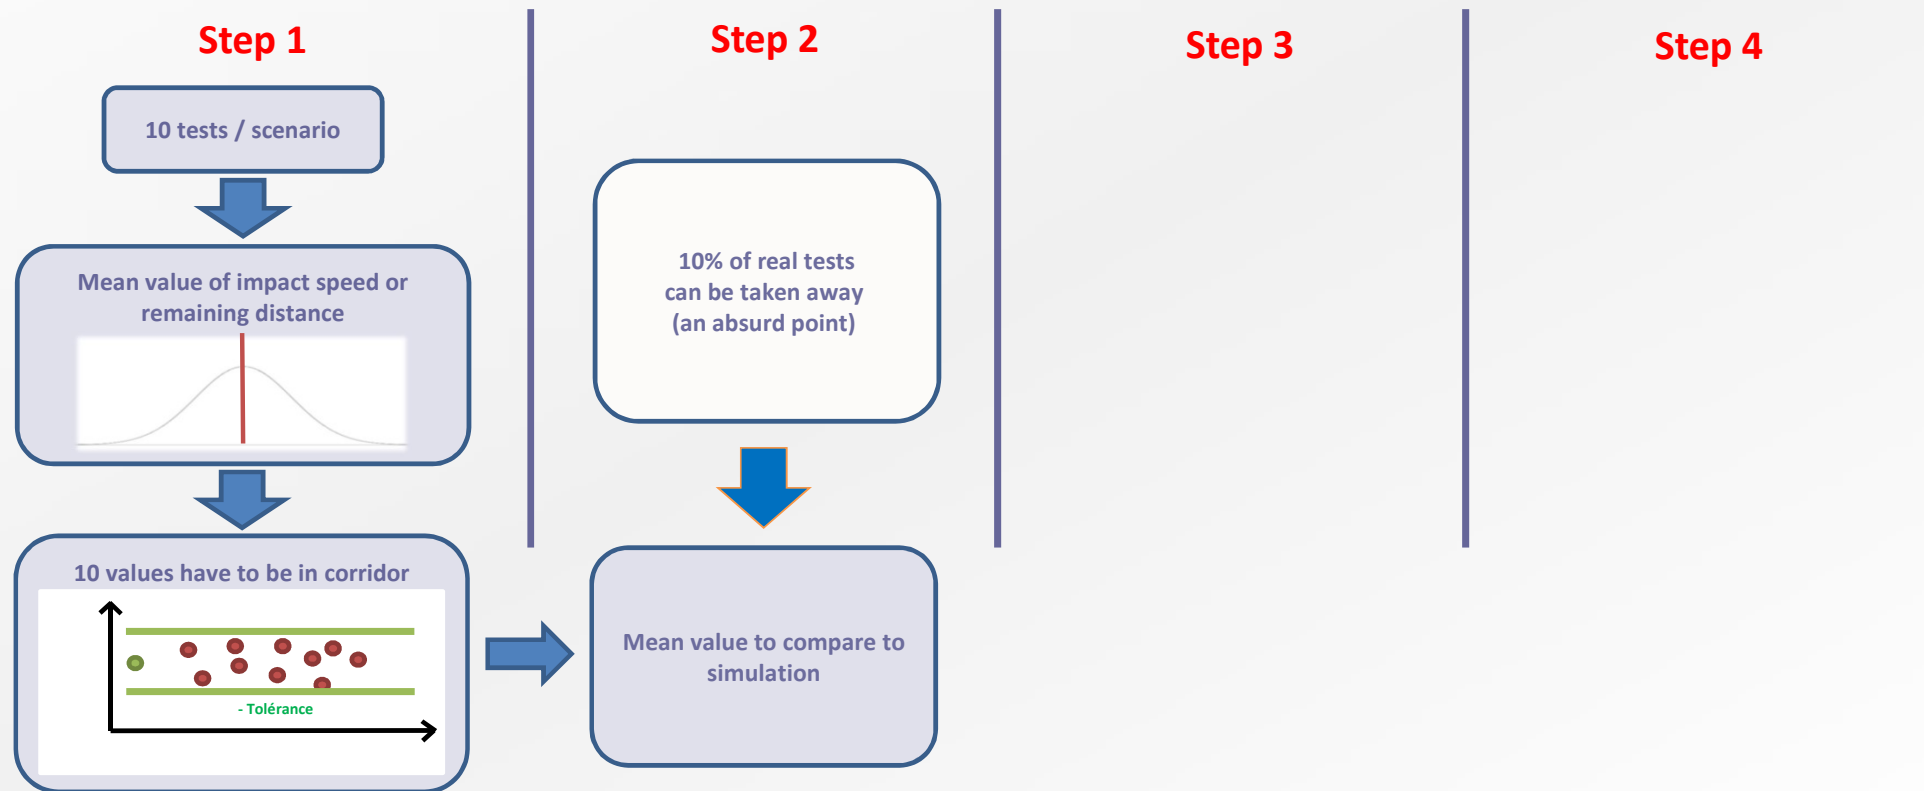 Step 1
10 tests / scenario
Mean value of impact speed or
remaining distance
10 values have to be in corridor
- Tolérance
Step 2
10% of real tests
can be taken away
(an absurd point)
Mean value to compare to
simulation
Step 3
Step 4